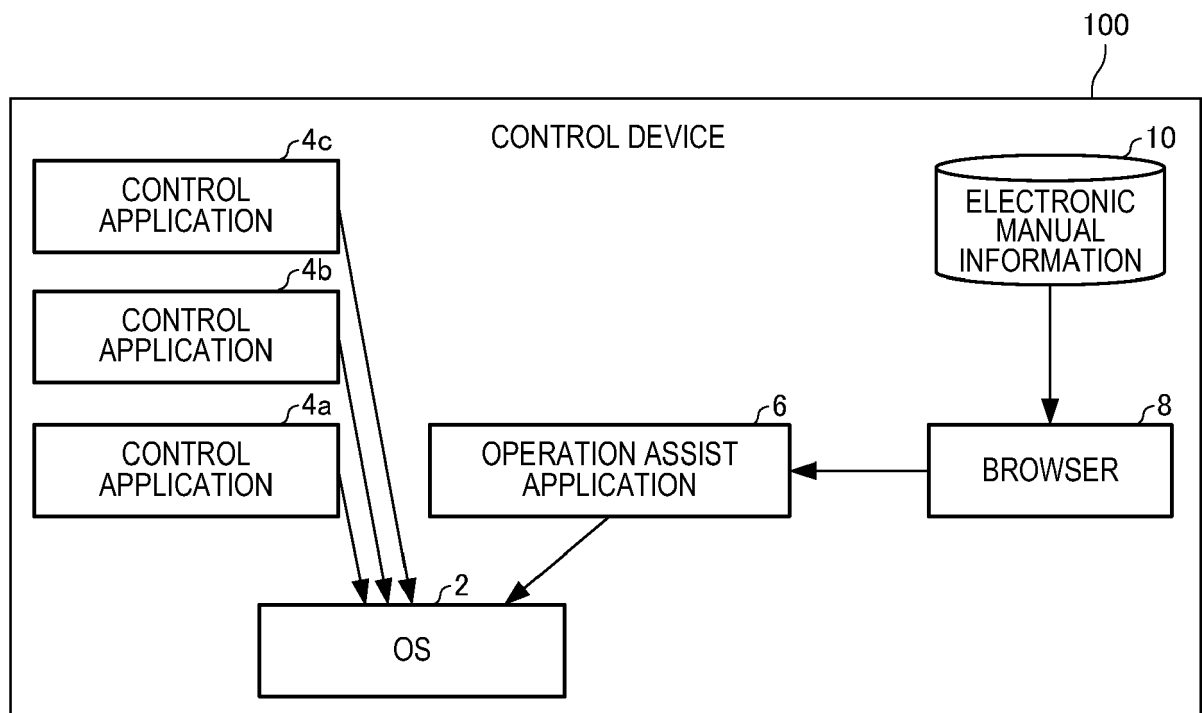 100
CONTROL DEVICE
4c
CONTROL
APPLICATION
10
ELECTRONIC
MANUAL
INFORMATION
4b
CONTROL
APPLICATION
4a
CONTROL
APPLICATION
6
OPERATION ASSIST
APPLICATION
8
BROWSER
2
OS